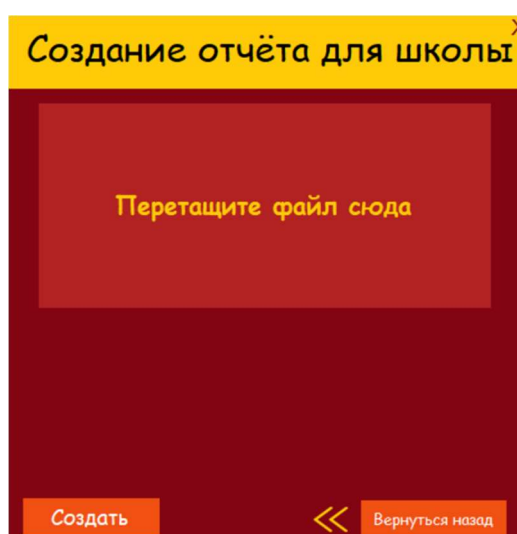 X
Создание отчёта для школы
Перетащите файл сюда
Создать
Вернуться назад